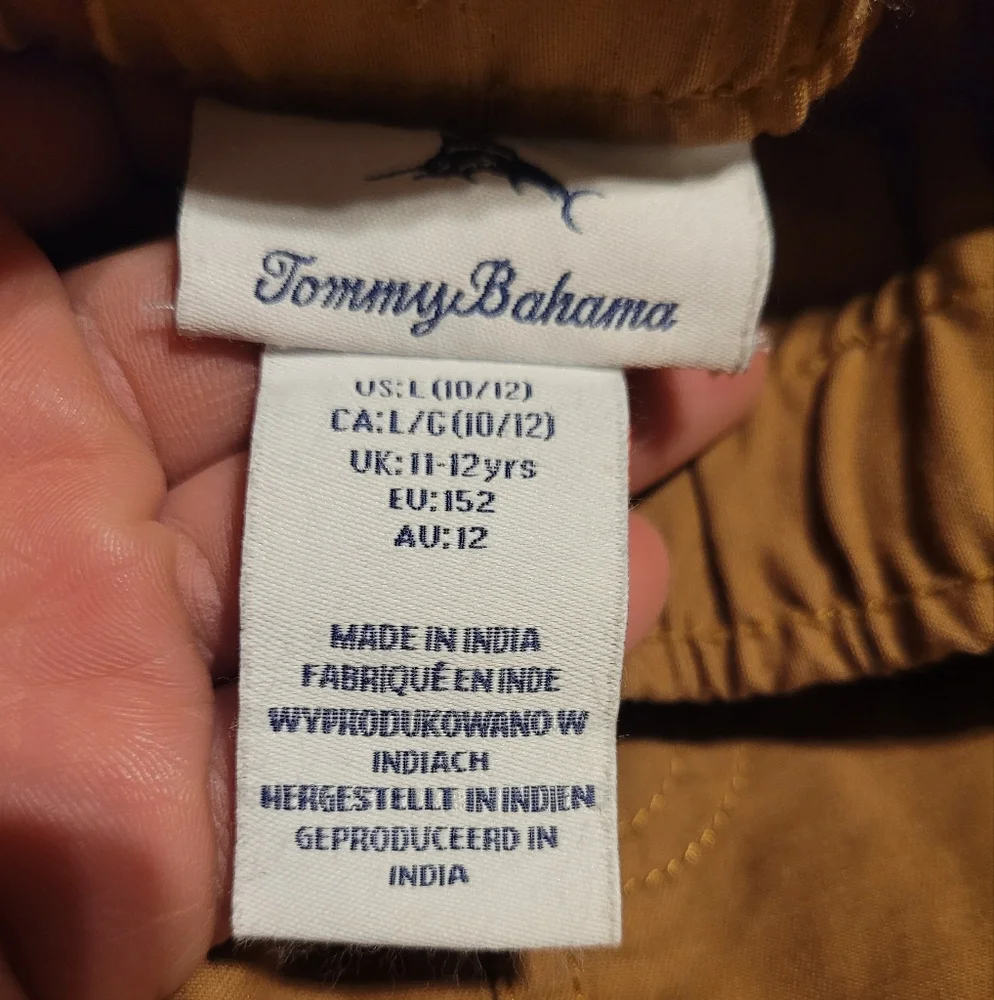 Tommy Bahama
US:L(10/12)
CA:L/G(10/12)
UK:11-12yrs
EU:152
AU:12
MADE IN INDIA
FABRIQUÉ EN INDE
WYPRODUKOWANO W
INDIACH
HERGESTELLT IN INDIEN
GEPRODUCEERD IN
INDIA